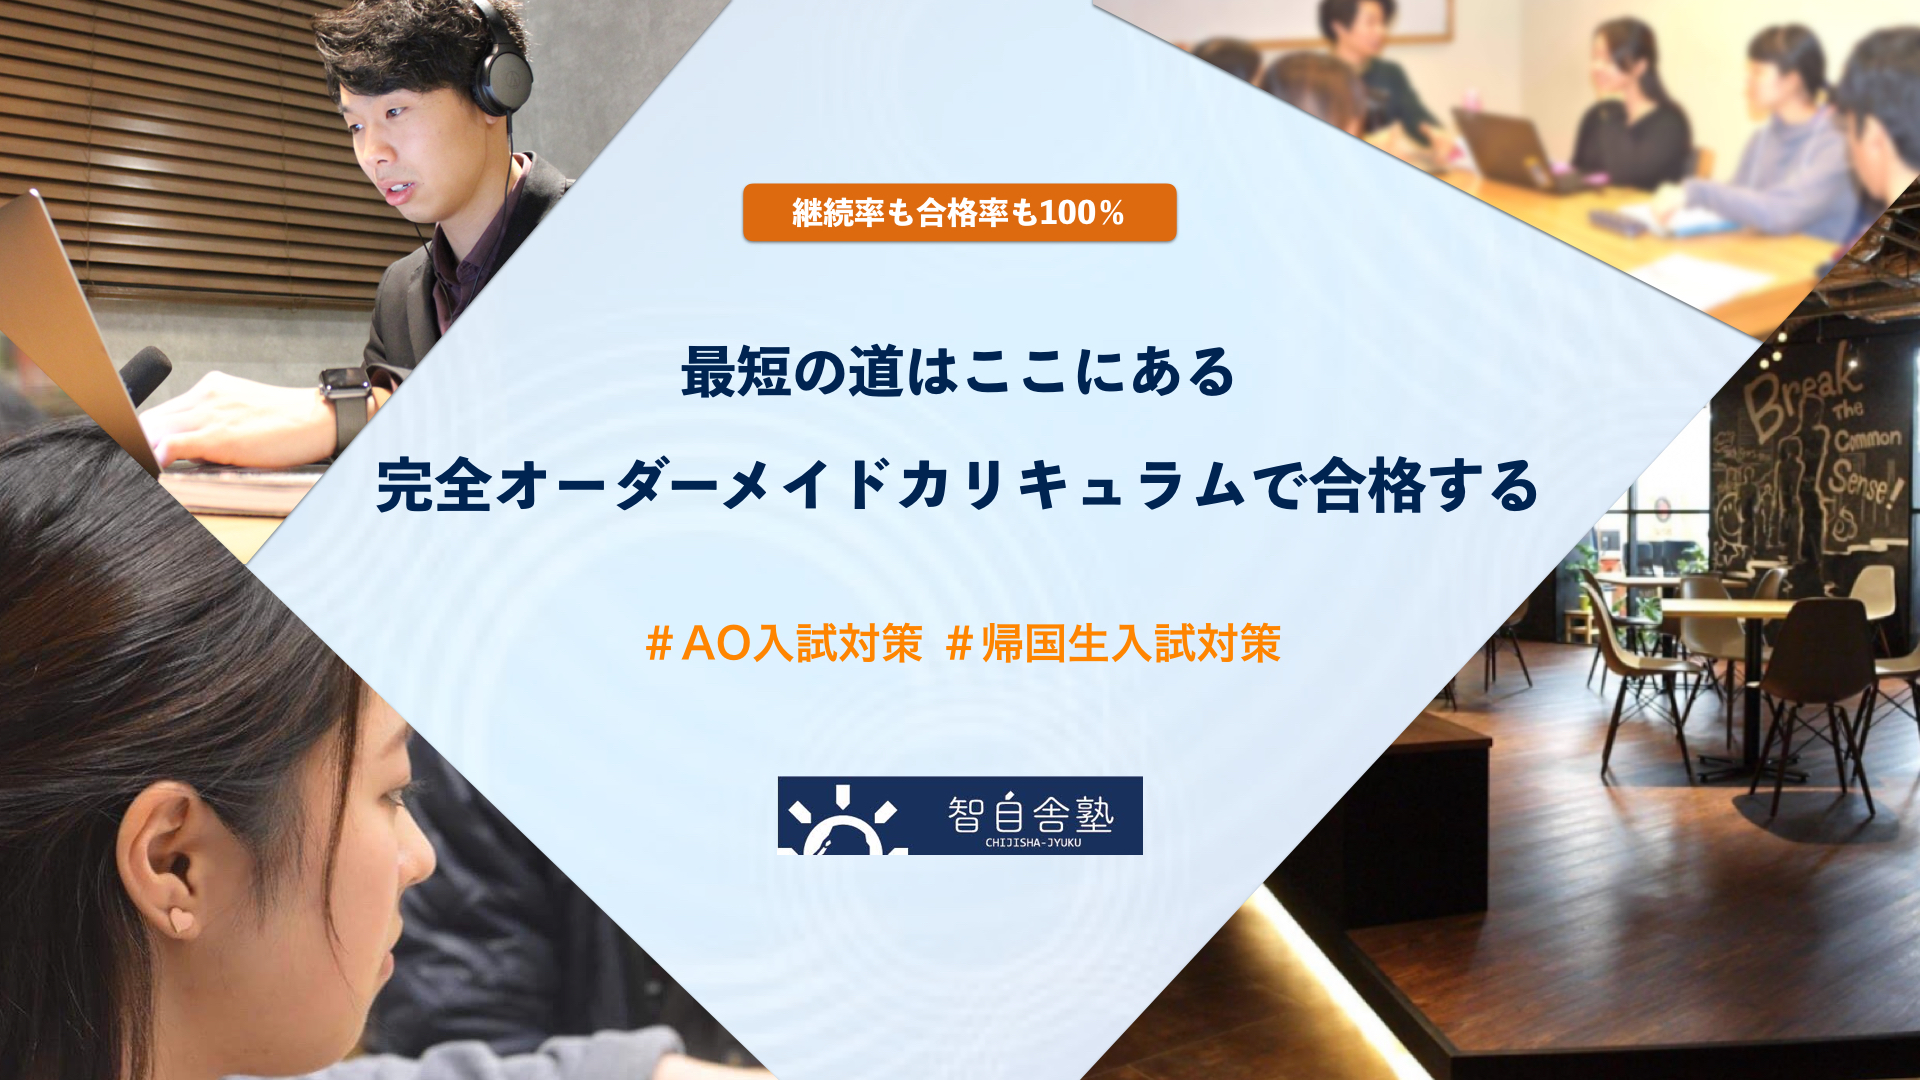 継続率も合格率も100%
最短の道はここにある
完全オーダーメイドカリキュラムで合格する
#AO入試対策 #帰国生入試対策
智自舎塾
CHIJISHA-JYUKU
Break
The
Common
Sense!